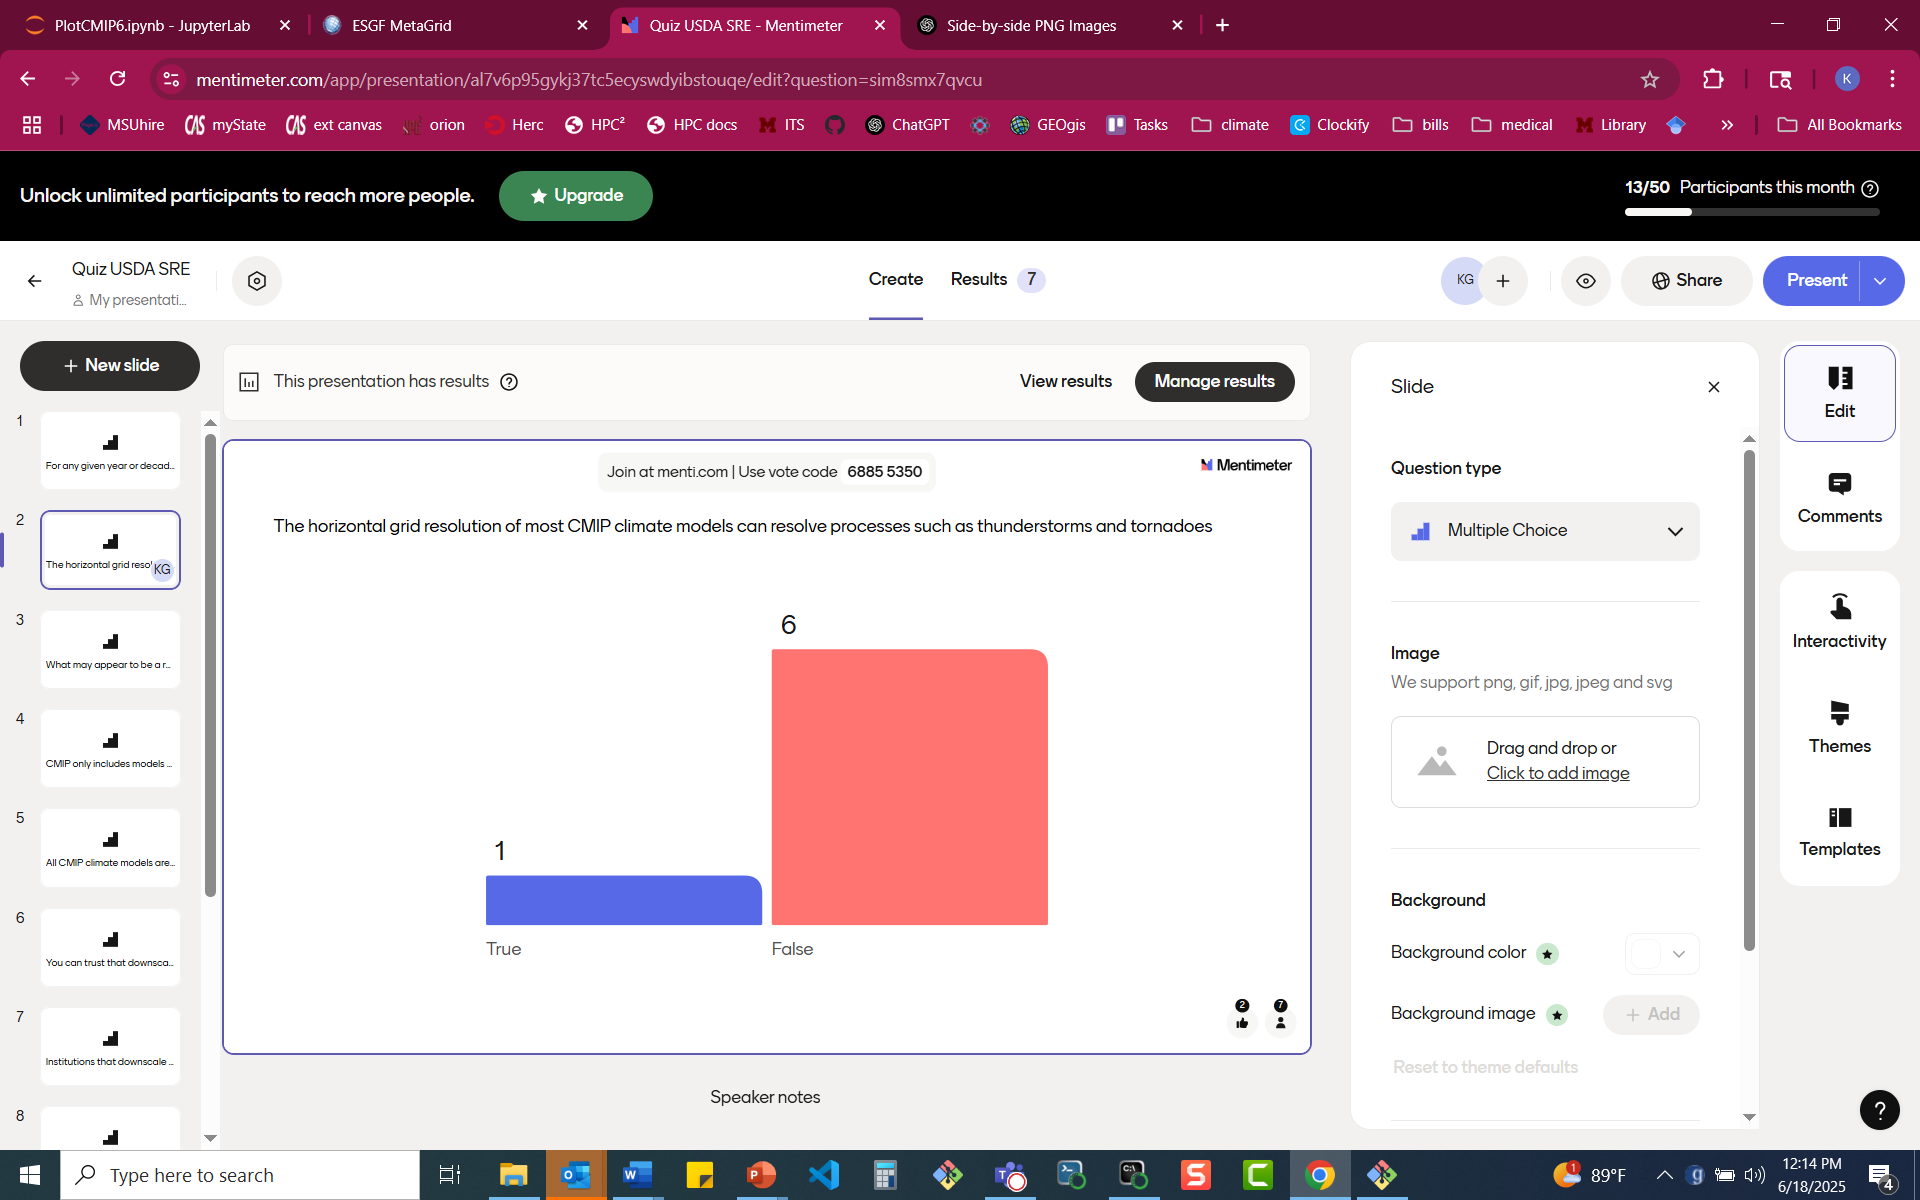 PlotCMIP6.ipynb - JupyterLab
ESGF MetaGrid
Quiz USDA SRE - Mentimeter
Side-by-side PNG Images
mentimeter.com/app/presentation/al7v6p95gykj37tc5ecyswdyibstouqe/edit?question=sim8smx7qvcu
K
MSUhire
CAS myState
CAS ext canvas
orion
Herc
HPC²
HPC docs
M ITS
ChatGPT
GEOgis
Tasks
climate
Clockify
bills
medical
M Library
All Bookmarks
Unlock unlimited participants to reach more people.
Upgrade
13/50 Participants this month
Quiz USDA SRE
My presentati...
Create
Results 7
KG
Share
Present
+ New slide
This presentation has results
View results
Manage results
1
For any given year or decad...
2
The horizontal grid resol
KG
3
What may appear to be a r...
4
CMIP only includes models ...
5
All CMIP climate models are...
6
You can trust that downsca...
7
Institutions that downscale ...
8
Join at menti.com | Use vote code 6885 5350
Mentimeter
The horizontal grid resolution of most CMIP climate models can resolve processes such as thunderstorms and tornadoes
6
1
True
False
2
7
Speaker notes
Slide
Question type
Multiple Choice
Image
We support png, gif, jpg, jpeg and svg
Drag and drop or
Click to add image
Background
Background color
Background image
+ Add
Reset to theme defaults
Edit
Comments
Interactivity
Themes
Templates
?
Type here to search
1
89°F
12:14 PM
6/18/2025
4